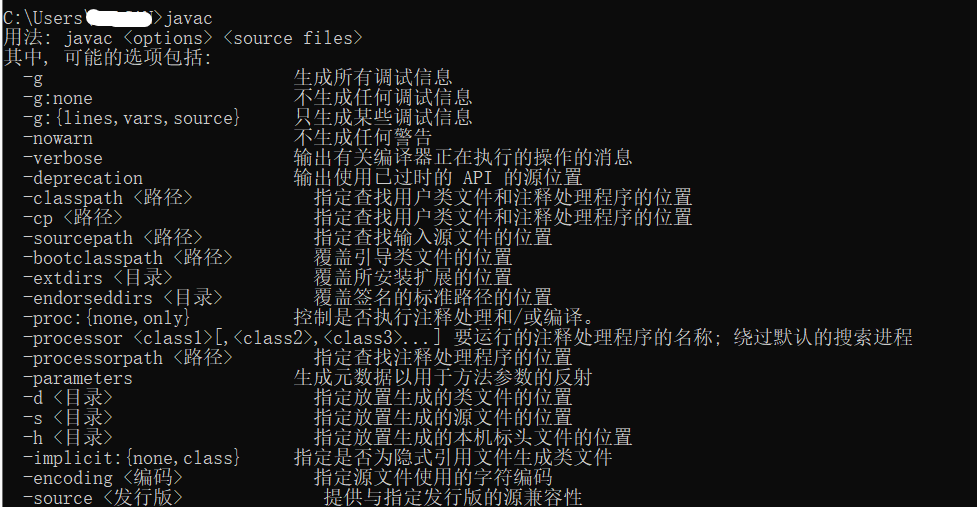 C:\Users\>javac
用法: javac <options> <source files>
其中, 可能的选项包括:
-g 生成所有调试信息
-g:none 不生成任何调试信息
-g:{lines,vars,source} 只生成某些调试信息
-nowarn 不生成任何警告
-verbose 输出有关编译器正在执行的操作的消息
-deprecation 输出使用已过时的 API 的源位置
-classpath <路径> 指定查找用户类文件和注释处理程序的位置
-cp <路径> 指定查找用户类文件和注释处理程序的位置
-sourcepath <路径> 指定查找输入源文件的位置
-bootclasspath <路径> 覆盖引导类文件的位置
-extdirs <目录> 覆盖所安装扩展的位置
-endorseddirs <目录> 覆盖签名的标准路径的位置
-proc:{none,only} 控制是否执行注释处理和/或编译。
-processor <class1>[,<class2>,<class3>...] 要运行的注释处理程序的名称; 绕过默认的搜索进程
-processorpath <路径> 指定查找注释处理程序的位置
-parameters 生成元数据以用于方法参数的反射
-d <目录> 指定放置生成的类文件的位置
-s <目录> 指定放置生成的源文件的位置
-h <目录> 指定放置生成的本机标头文件的位置
-implicit:{none,class} 指定是否为隐式引用文件生成类文件
-encoding <编码> 指定源文件使用的字符编码
-source <发行版> 提供与指定发行版的源兼容性